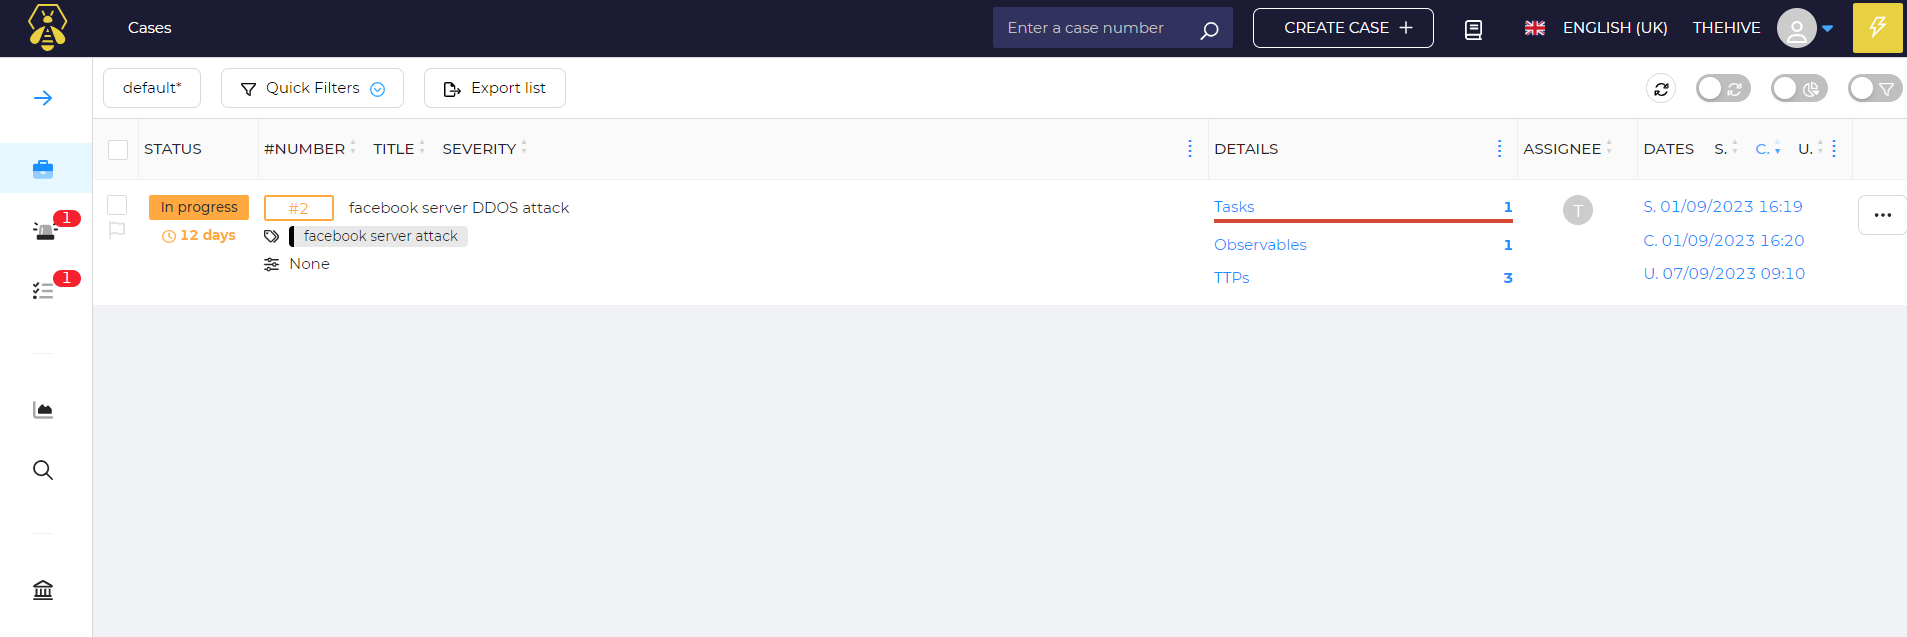 Cases
Enter a case number
CREATE CASE +
ENGLISH (UK)
THEHIVE
default*
Quick Filters
Export list
STATUS
#NUMBER
TITLE
SEVERITY
DETAILS
ASSIGNEE
DATES
S.
C.
U.
In progress
#2
facebook server DDOS attack
Tasks
1
T
S. 01/09/2023 16:19
1
12 days
facebook server attack
Observables
1
C. 01/09/2023 16:20
None
TTPs
3
U. 07/09/2023 09:10
1